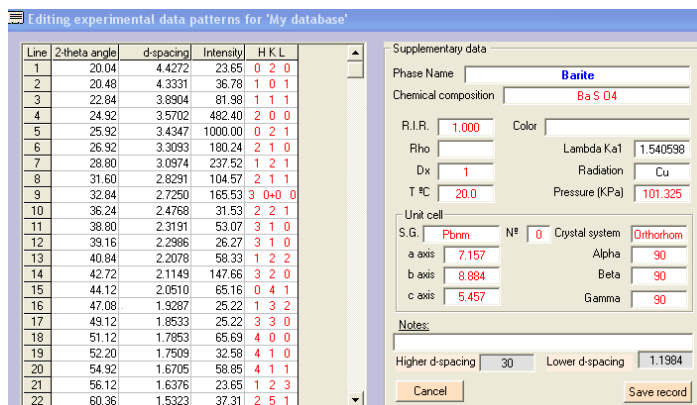 Editing experimental data patterns for 'My database'
Line 2-theta angle d-spacing Intensity H K L
1 20.04 4.4272 23.65 0 2 0
2 20.48 4.3331 36.78 1 0 1
3 22.84 3.8904 81.98 1 1 1
4 24.92 3.5702 482.40 2 0 0
5 25.92 3.4347 1000.00 0 2 1
6 26.92 3.3093 180.24 2 1 0
7 28.80 3.0974 237.52 1 2 1
8 31.60 2.8291 104.57 2 1 1
9 32.84 2.7250 165.53 3 0+0 0
10 36.24 2.4768 31.53 2 2 1
11 38.80 2.3191 53.07 3 1 0
12 39.16 2.2986 26.27 3 1 0
13 40.84 2.2078 58.33 1 2 2
14 42.72 2.1149 147.66 3 2 0
15 44.12 2.0510 65.16 0 4 1
16 47.08 1.9287 25.22 1 3 2
17 49.12 1.8533 25.22 3 3 0
18 51.12 1.7853 65.69 4 0 0
19 52.20 1.7509 32.58 4 1 0
20 54.92 1.6705 58.85 4 1 1
21 56.12 1.6376 23.65 1 2 3
22 60.36 1.5323 37.31 2 5 1
Supplementary data
Phase Name Barite
Chemical composition Ba S O4
R.I.R. 1.000 Color
Rho Lambda Ka1 1.540598
Dx 1 Radiation Cu
T ºC 20.0 Pressure (KPa) 101.325
Unit cell
S.G. Pbnm Nº 0 Crystal system Orthorhom
a axis 7.157 Alpha 90
b axis 8.884 Beta 90
c axis 5.457 Gamma 90
Notes:
Higher d-spacing 30 Lower d-spacing 1.1984
Cancel Save record